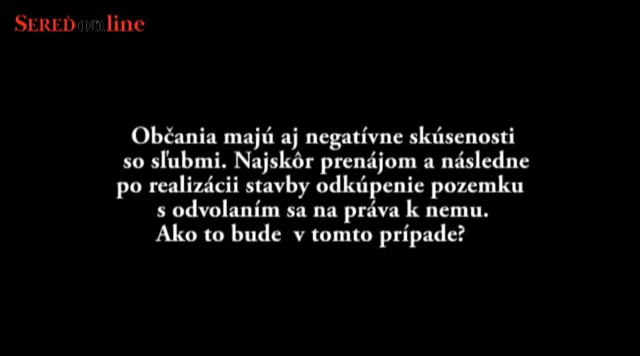 SEREĎonline
Občania majú aj negatívne skúsenosti
so sľubmi. Najskôr prenájom a následne
po realizácii stavby odkúpenie pozemku
s odvolaním sa na práva k nemu.
Ako to bude v tomto prípade?